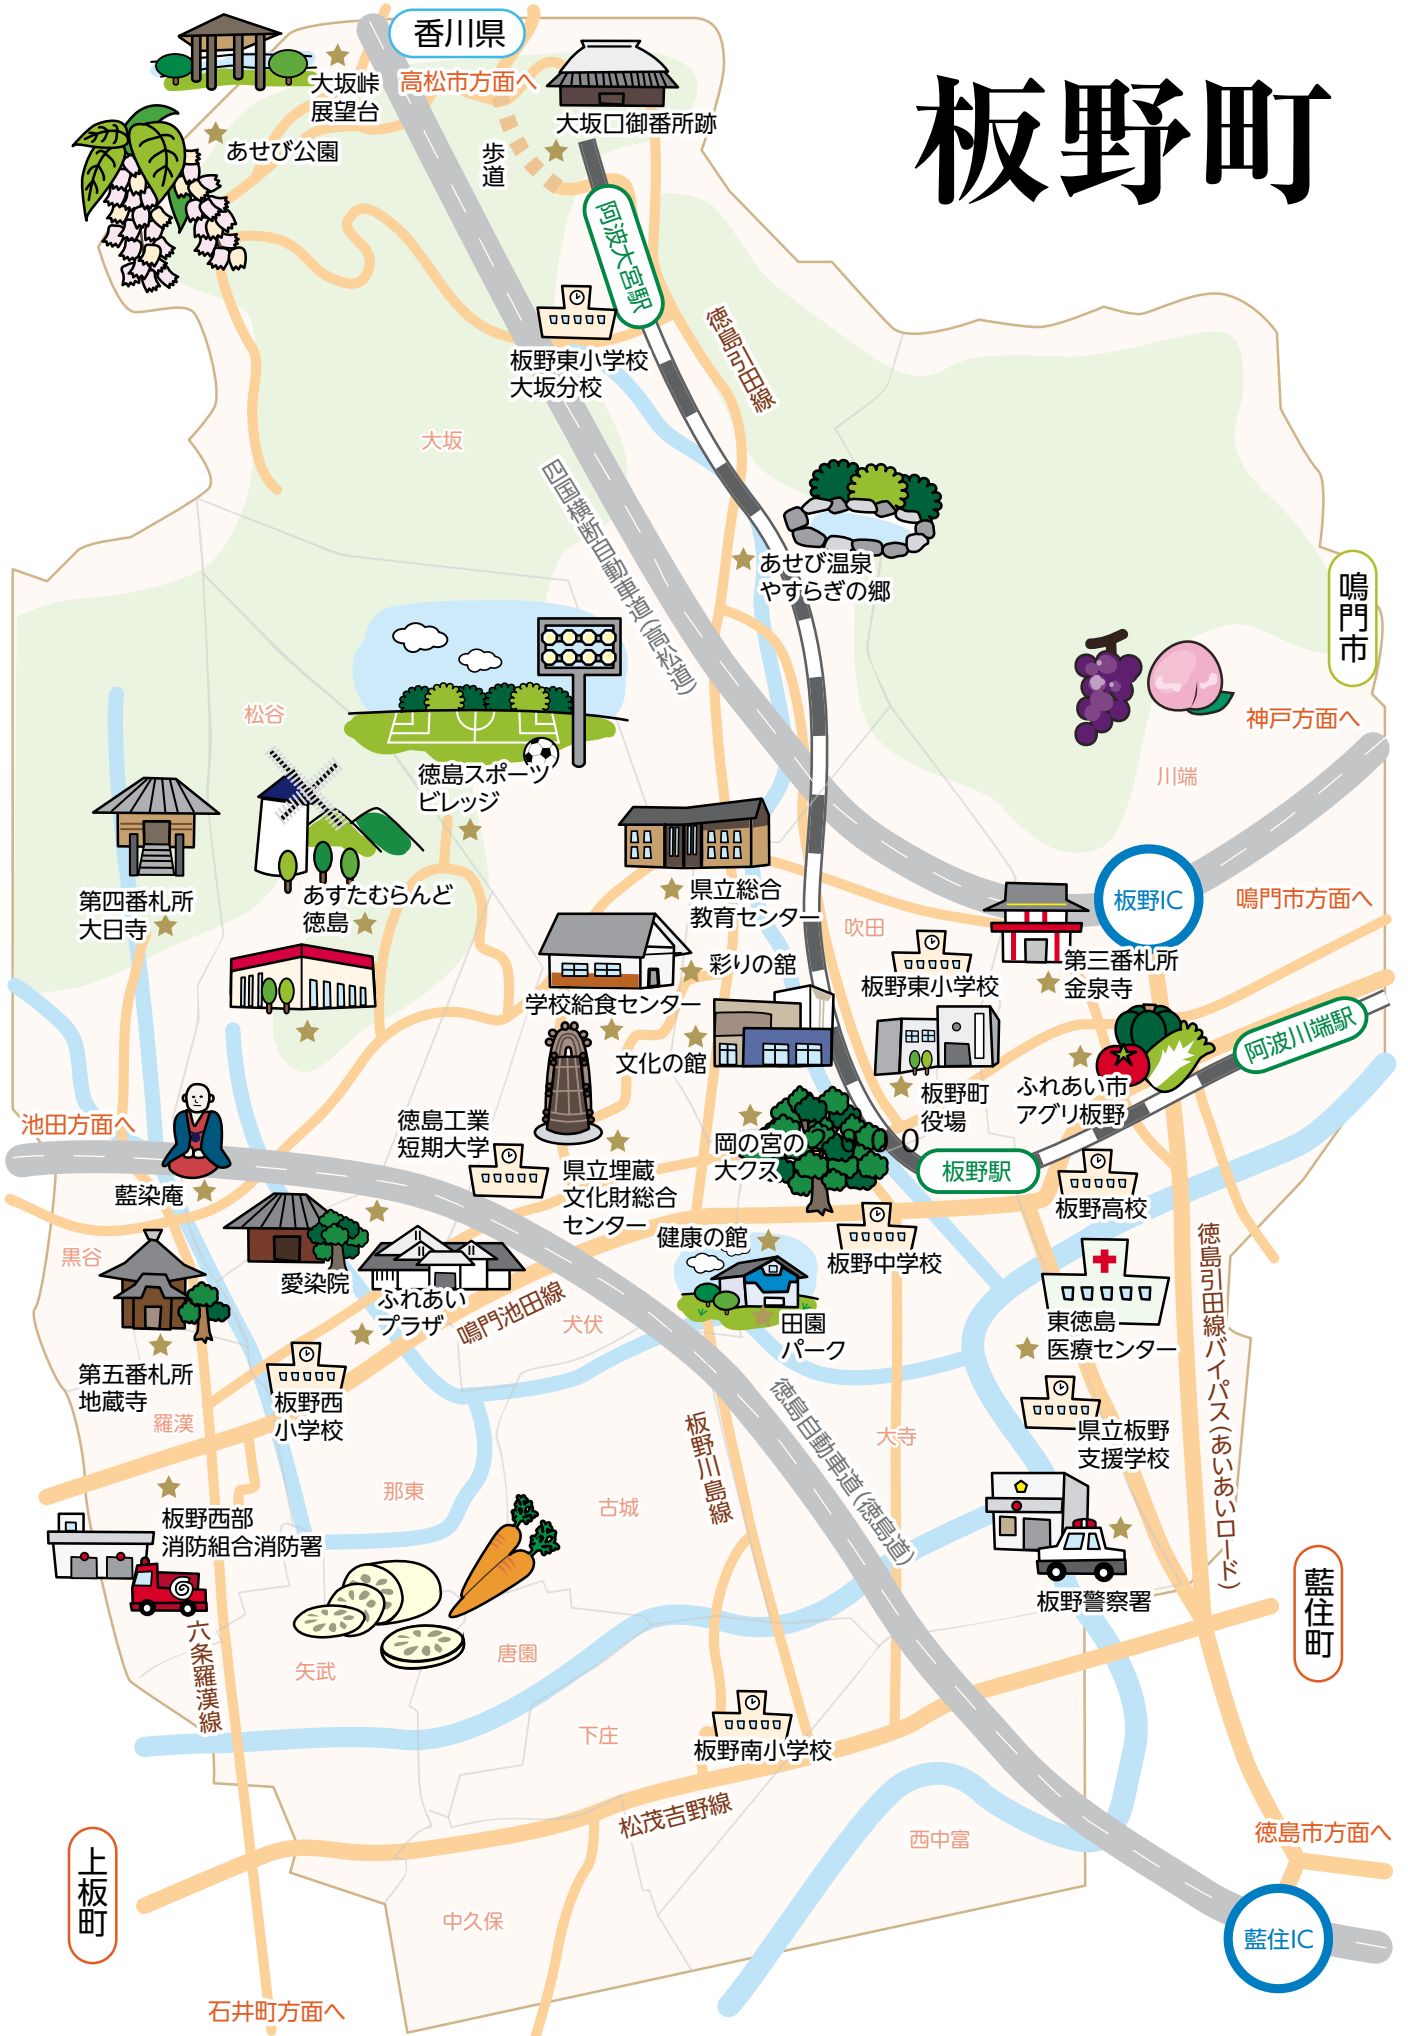 板野町
香川県
大坂峠
展望台
高松市方面へ
大坂口御番所跡
あせび公園
歩道
阿波大宮駅
徳島引田線
板野東小学校
大坂分校
大坂
四国横断自動車道(高松道)
あせび温泉
やすらぎの郷
鳴門市
神戸方面へ
川端
松谷
徳島スポーツ
ビレッジ
第四番札所
大日寺
あすたむらんど
徳島
県立総合
教育センター
吹田
板野IC
鳴門市方面へ
板野東小学校
第三番札所
金泉寺
彩りの舘
学校給食センター
文化の館
阿波川端駅
板野町
役場
ふれあい市
アグリ板野
池田方面へ
徳島工業
短期大学
岡の宮の
大クス
0 0 0 0
板野駅
県立埋蔵
文化財総合
センター
藍染庵
板野高校
健康の館
板野中学校
黒谷
愛染院
ふれあい
プラザ
鳴門池田線
犬伏
田園
パーク
東徳島
医療センター
徳島引田線バイパス(あいあいロード)
第五番札所
地蔵寺
板野西
小学校
羅漢
板野川島線
徳島自動車道(徳島道)
大寺
県立板野
支援学校
那東
古城
板野西部
消防組合消防署
板野警察署
藍住町
六条羅漢線
矢武
唐園
下庄
板野南小学校
松茂吉野線
西中富
徳島市方面へ
上板町
中久保
藍住IC
石井町方面へ